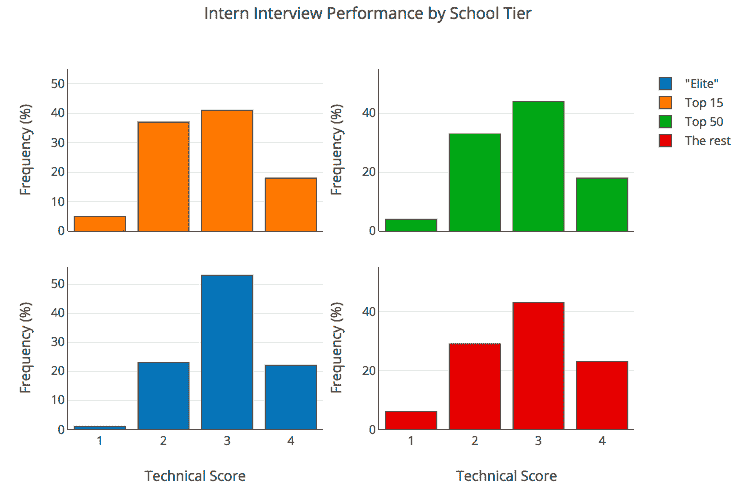 Intern Interview Performance by School Tier
Frequency (%)
50
40
30
20
10
0
Frequency (%)
40
20
0
"Elite"
Top 15
Top 50
The rest
Frequency (%)
50
40
30
20
10
0
1 2 3 4
Technical Score
Frequency (%)
40
20
0
1 2 3 4
Technical Score